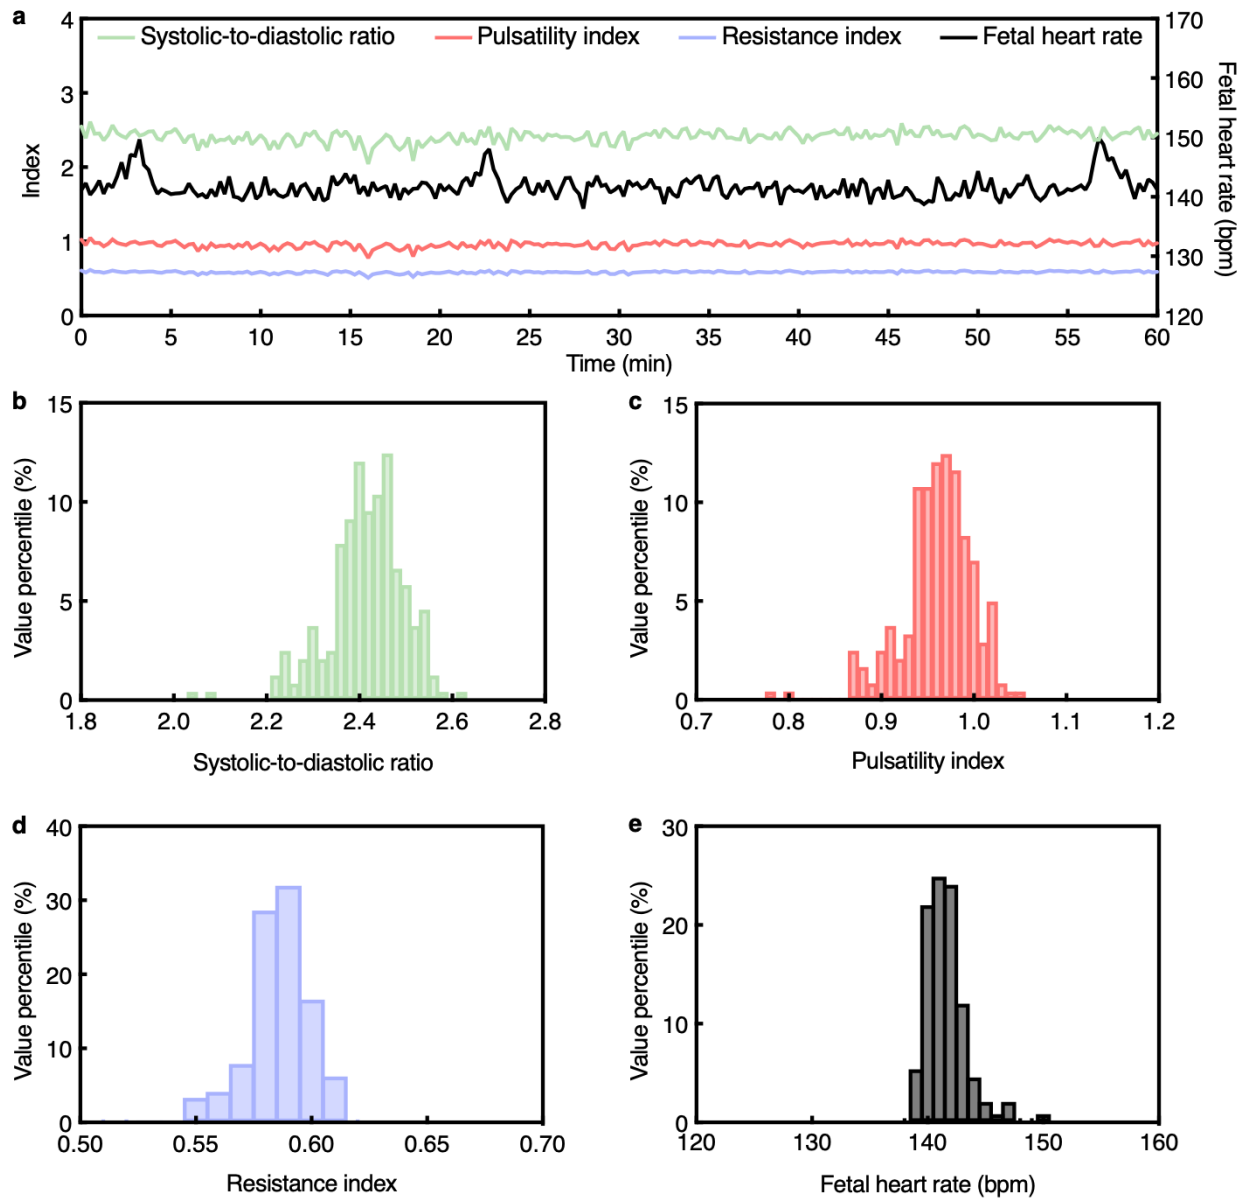 a
Systolic-to-diastolic ratio Pulsatility index Resistance index Fetal heart rate
4 3 2 1 0
Index
170 160 150 140 130 120
Fetal heart rate (bpm)
0 5 10 15 20 25 30 35 40 45 50 55 60
Time (min)
b
15 10 5 0
Value percentile (%)
1.8 2.0 2.2 2.4 2.6 2.8
Systolic-to-diastolic ratio
c
15 10 5 0
Value percentile (%)
0.7 0.8 0.9 1.0 1.1 1.2
Pulsatility index
d
40 30 20 10 0
Value percentile (%)
0.50 0.55 0.60 0.65 0.70
Resistance index
e
30 20 10 0
Value percentile (%)
120 130 140 150 160
Fetal heart rate (bpm)